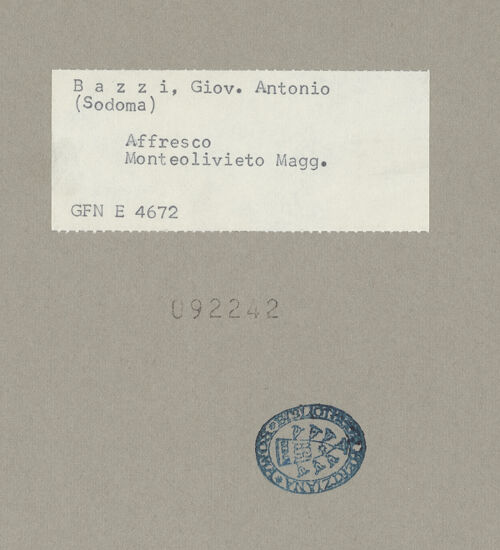 B a z z i, Giov. Antonio
(Sodoma)
Affresco
Monteolivieto Magg.
GFN E 4672
092242